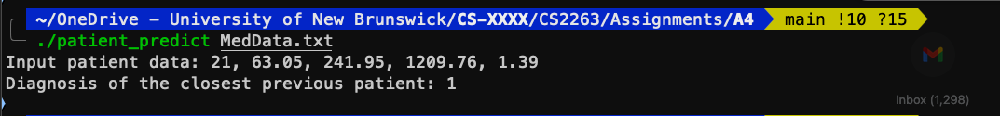 ~/OneDrive – University of New Brunswick/CS-XXXX/CS2263/Assignments/A4 main !10 ?15
./patient_predict MedData.txt
Input patient data: 21, 63.05, 241.95, 1209.76, 1.39
Diagnosis of the closest previous patient: 1
Inbox (1,298)